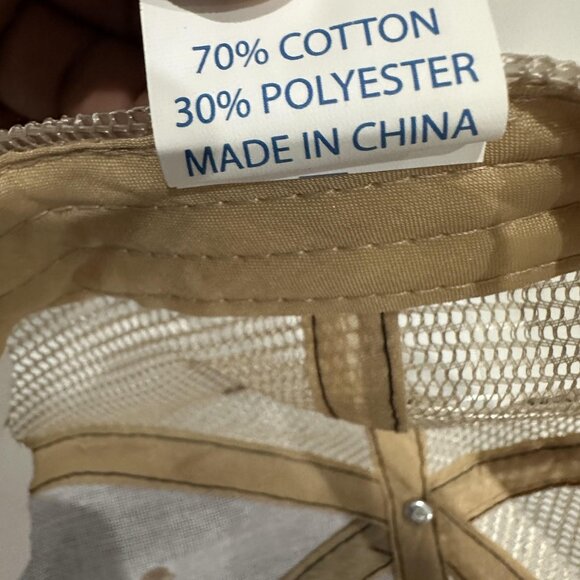 70% COTTON
30% POLYESTER
MADE IN CHINA